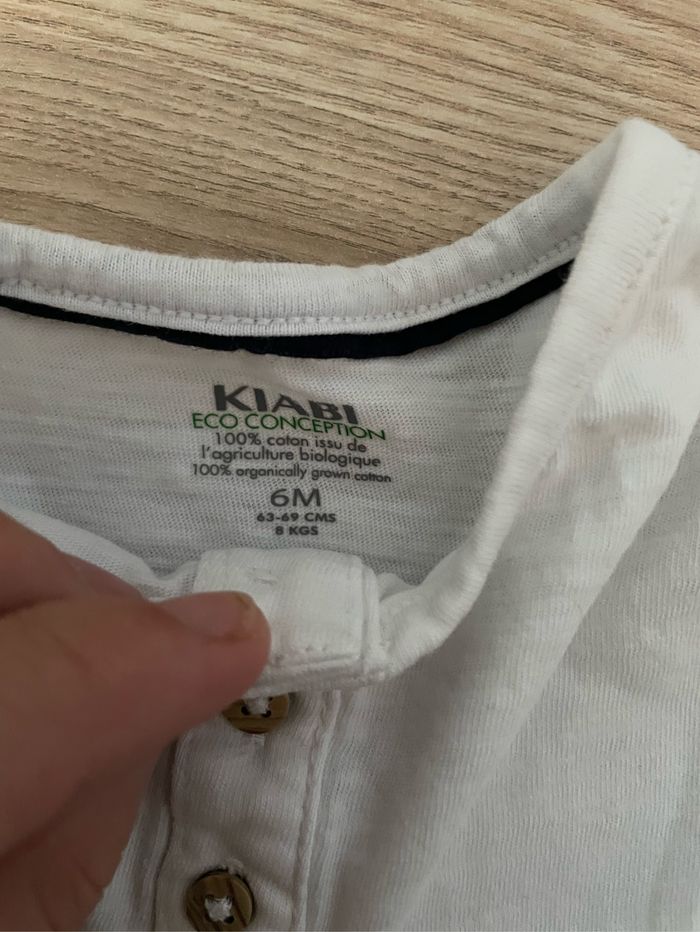 KIABI
ECO CONCEPTION
100% coton issu de
l'agriculture biologique
100% organically grown cotton
6M
63-69 CMS
8 KGS